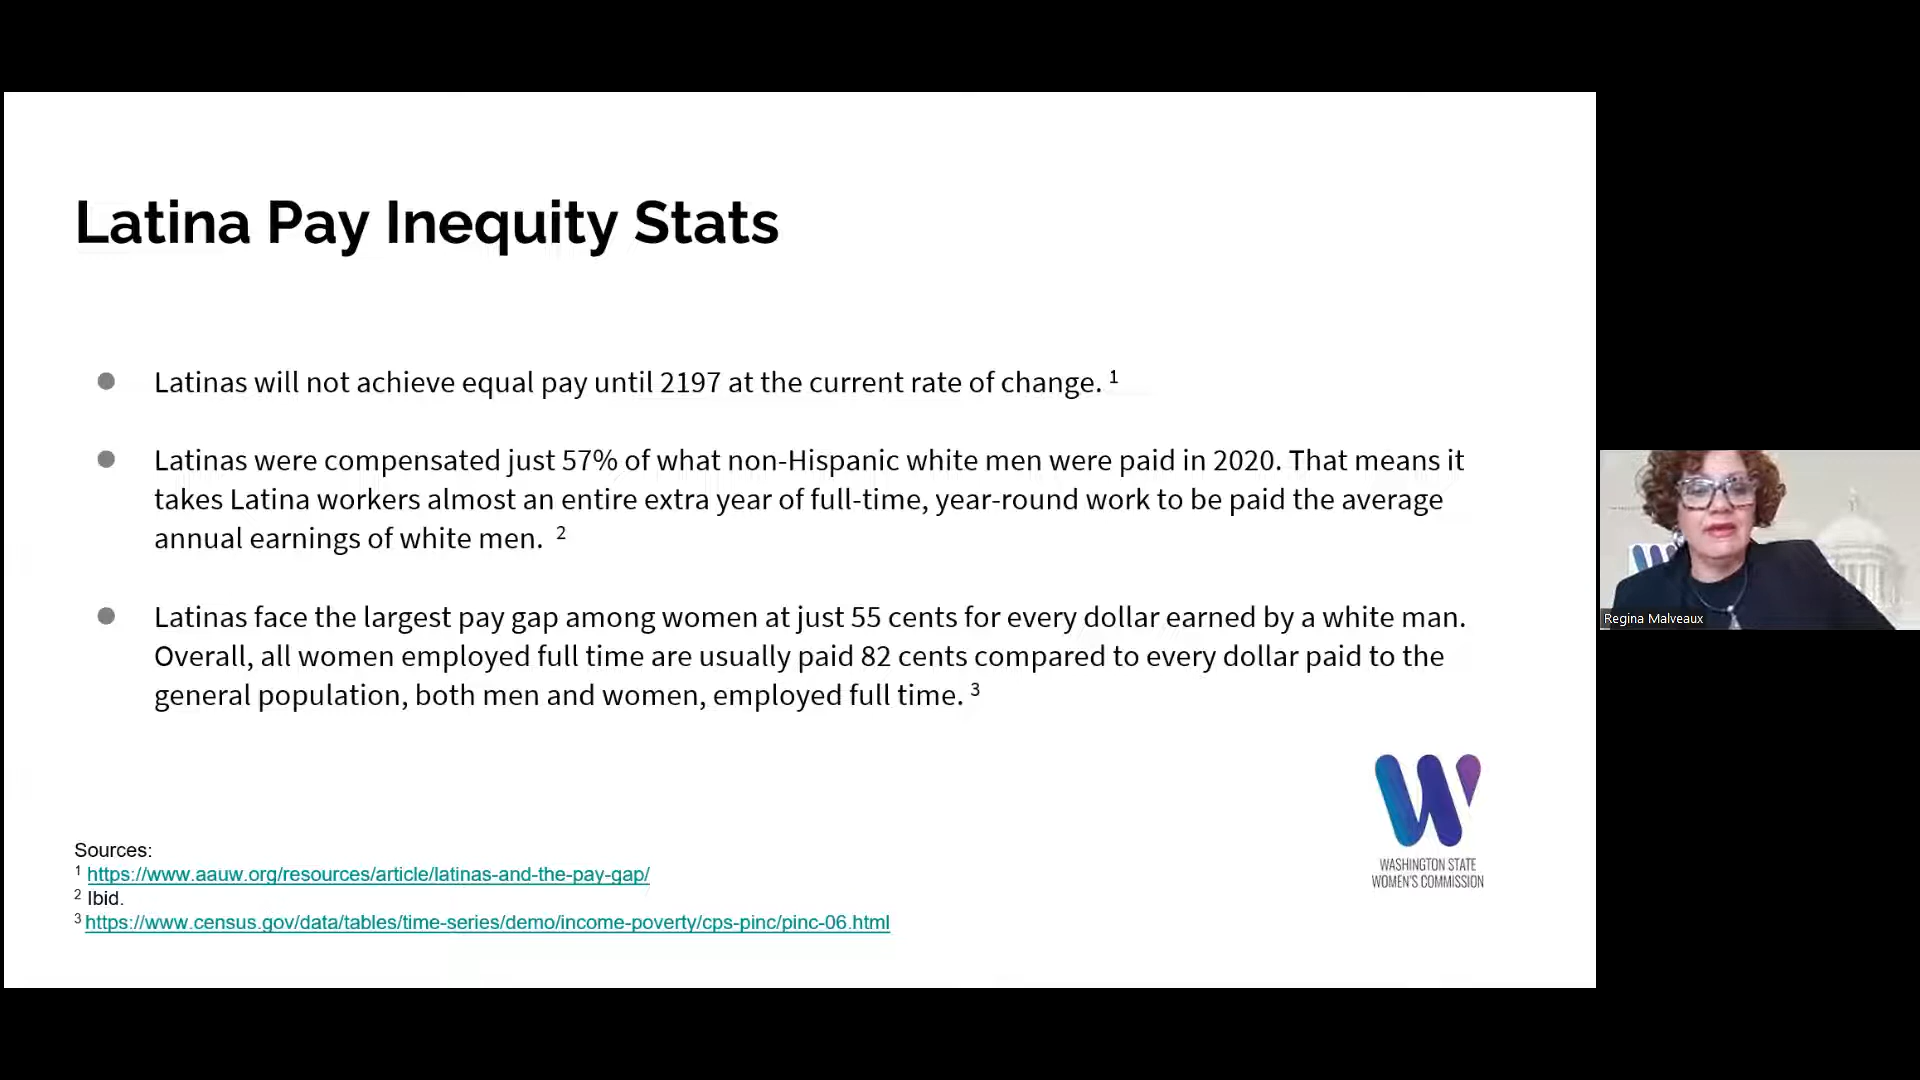 Latina Pay Inequity Stats
● Latinas will not achieve equal pay until 2197 at the current rate of change. ¹
● Latinas were compensated just 57% of what non-Hispanic white men were paid in 2020. That means it
takes Latina workers almost an entire extra year of full-time, year-round work to be paid the average
annual earnings of white men. ²
● Latinas face the largest pay gap among women at just 55 cents for every dollar earned by a white man.
Overall, all women employed full time are usually paid 82 cents compared to every dollar paid to the
general population, both men and women, employed full time. ³
Sources:
¹ https://www.aauw.org/resources/article/latinas-and-the-pay-gap/
² Ibid.
³ https://www.census.gov/data/tables/time-series/demo/income-poverty/cps-pinc/pinc-06.html
WASHINGTON STATE
WOMEN'S COMMISSION
Regina Malveaux